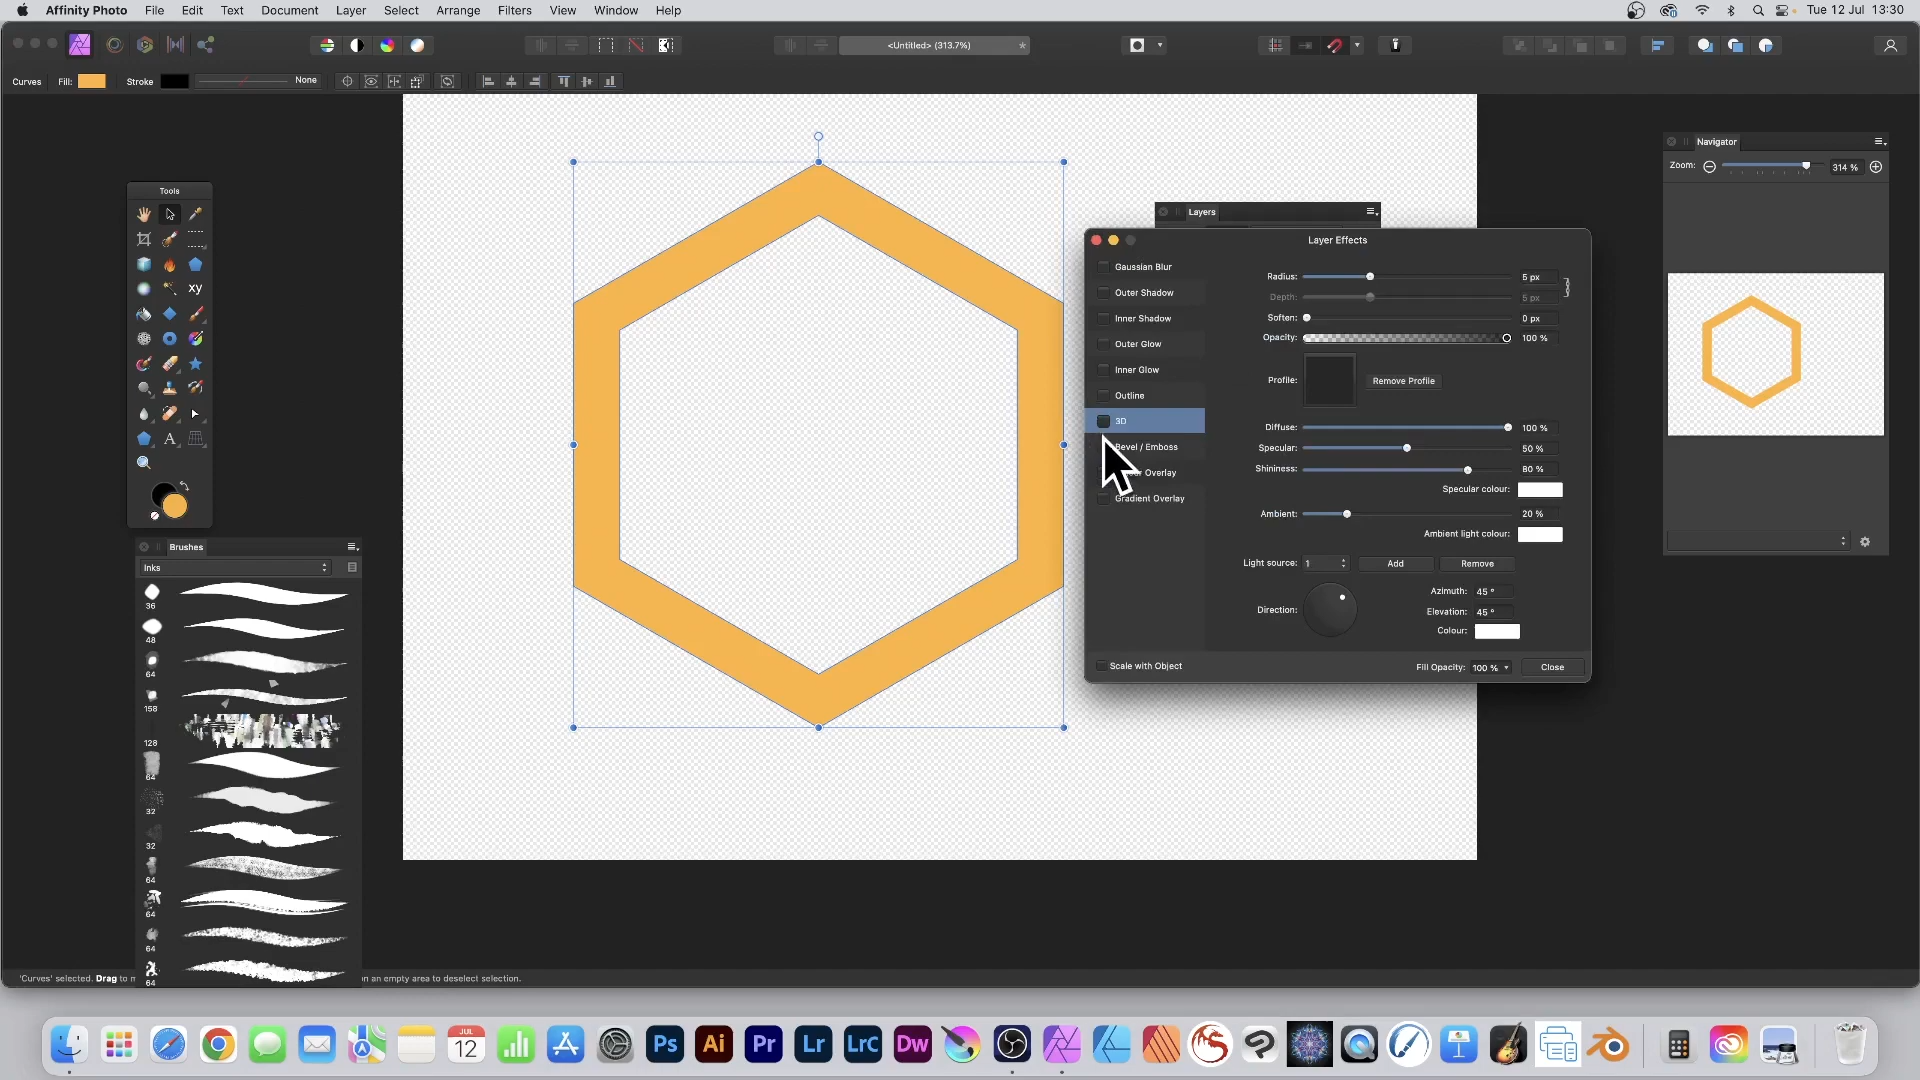 Affinity Photo File Edit Text Document Layer Select Arrange Filters View Window Help Tue 12 Jul 13:30
<Untitled> (313.7%)
Curves Fill: Stroke None
Navigator
Zoom: 314 %
Tools
xy
A
Layers
Layer Effects
Gaussian Blur
Outer Shadow
Inner Shadow
Outer Glow
Inner Glow
Outline
3D
Bevel / Emboss
Overlay
Gradient Overlay
Radius: 5 px
Depth: 5 px
Soften: 0 px
Opacity: 100 %
Profile: Remove Profile
Diffuse: 100 %
Specular: 50 %
Shininess: 80 %
Specular colour:
Ambient: 20 %
Ambient light colour:
Light source: 1 Add Remove
Azimuth: 45 °
Direction: Elevation: 45 °
Colour:
Scale with Object Fill Opacity: 100 % Close
Brushes
Inks
36
48
64
158
128
64
32
32
64
64
64
64
'Curves' selected. Drag to m
an an empty area to deselect selection.
JUL
12
Ps Ai Pr Lr LrC Dw